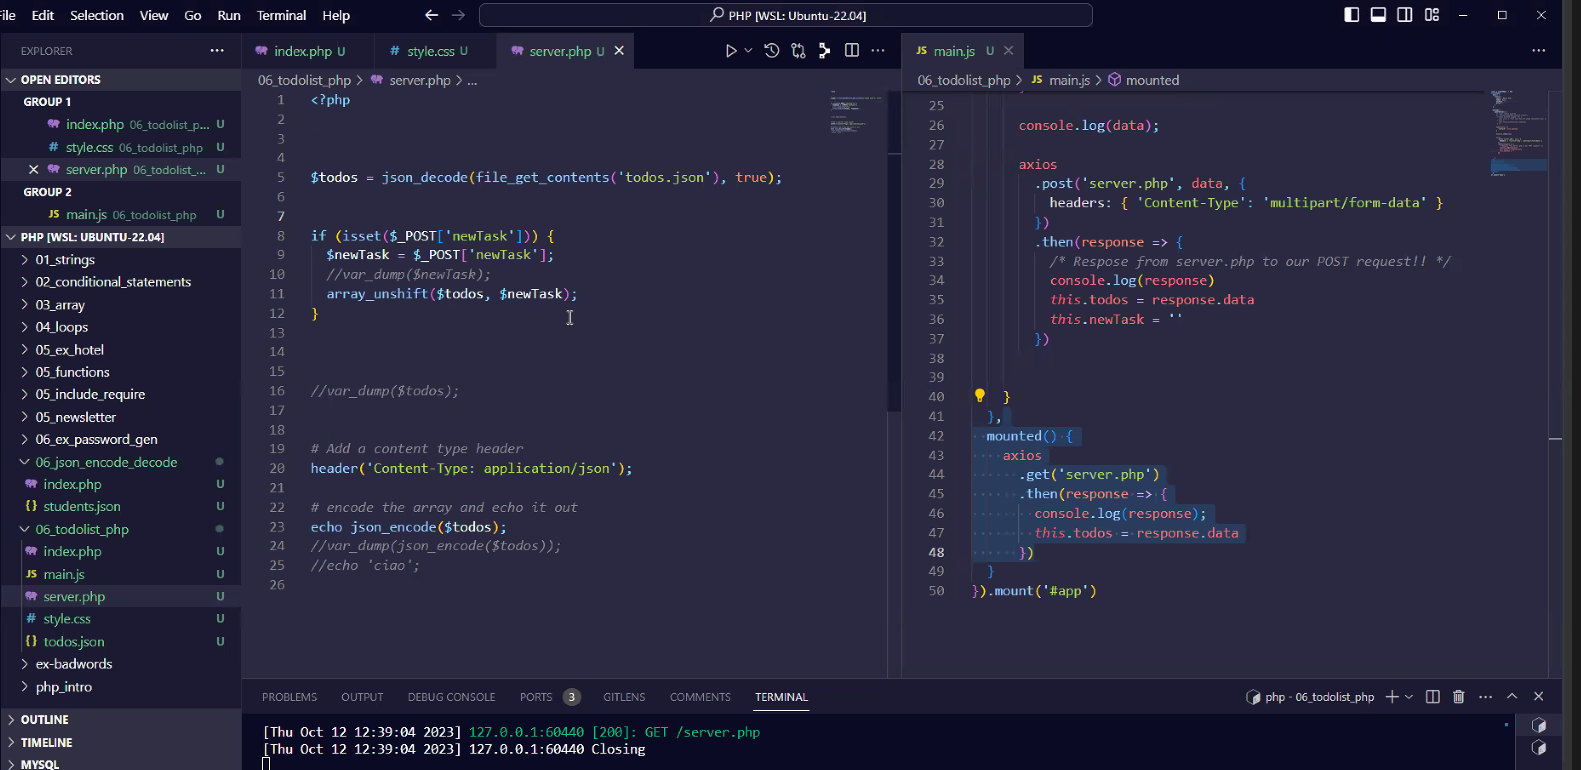 File Edit Selection View Go Run Terminal Help
PHP [WSL: Ubuntu-22.04]
EXPLORER
OPEN EDITORS
GROUP 1
index.php 06_todolist_p... U
style.css 06_todolist_php U
server.php 06_todolist_... U
GROUP 2
main.js 06_todolist_php U
PHP [WSL: UBUNTU-22.04]
01_strings
02_conditional_statements
03_array
04_loops
05_ex_hotel
05_functions
05_include_require
05_newsletter
06_ex_password_gen
06_json_encode_decode
index.php U
students.json U
06_todolist_php
index.php U
JS main.js U
server.php U
# style.css U
{} todos.json U
ex-badwords
php_intro
OUTLINE
TIMELINE
MYSQL
index.php U # style.css U server.php U
06_todolist_php > server.php > ...
1 <?php
2
3
4
5 $todos = json_decode(file_get_contents('todos.json'), true);
6
7
8 if (isset($_POST['newTask'])) {
9 $newTask = $_POST['newTask'];
10 //var_dump($newTask);
11 array_unshift($todos, $newTask);
12 }
13
14
15
16 //var_dump($todos);
17
18
19 # Add a content type header
20 header('Content-Type: application/json');
21
22 # encode the array and echo it out
23 echo json_encode($todos);
24 //var_dump(json_encode($todos));
25 //echo 'ciao';
26
JS main.js U
06_todolist_php > JS main.js > mounted
25
26 console.log(data);
27
28 axios
29 .post('server.php', data, {
30 headers: { 'Content-Type': 'multipart/form-data' }
31 })
32 .then(response => {
33 /* Respose from server.php to our POST request!! */
34 console.log(response)
35 this.todos = response.data
36 this.newTask = ''
37 })
38
39
40 }
41 },
42 mounted() {
43 axios
44 .get('server.php')
45 .then(response => {
46 console.log(response);
47 this.todos = response.data
48 })
49 }
50 }).mount('#app')
PROBLEMS OUTPUT DEBUG CONSOLE PORTS 3 GITLENS COMMENTS TERMINAL
php - 06_todolist_php
[Thu Oct 12 12:39:04 2023] 127.0.0.1:60440 [200]: GET /server.php
[Thu Oct 12 12:39:04 2023] 127.0.0.1:60440 Closing